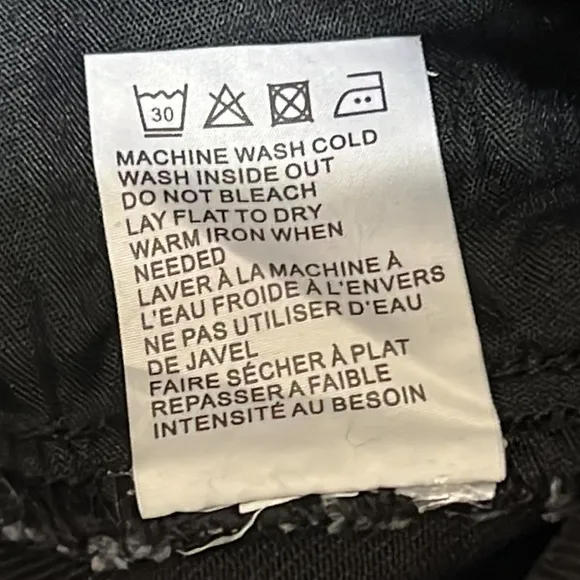 30
MACHINE WASH COLD
WASH INSIDE OUT
DO NOT BLEACH
LAY FLAT TO DRY
WARM IRON WHEN
NEEDED
LAVER À LA MACHINE À
L'EAU FROIDE À L'ENVERS
NE PAS UTILISER D'EAU
DE JAVEL
FAIRE SÉCHER À PLAT
REPASSER A FAIBLE
INTENSITÉ AU BESOIN